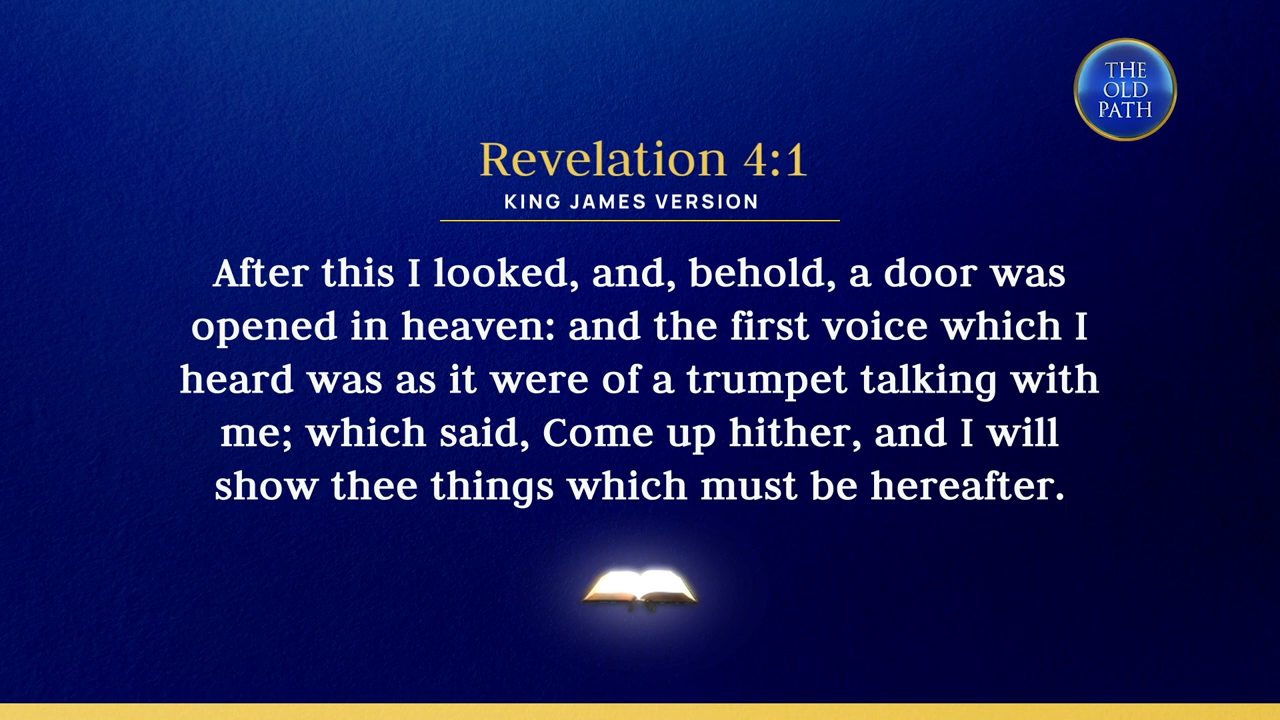 THE
OLD
PATH
Revelation 4:1
KING JAMES VERSION
After this I looked, and, behold, a door was
opened in heaven: and the first voice which I
heard was as it were of a trumpet talking with
me; which said, Come up hither, and I will
show thee things which must be hereafter.